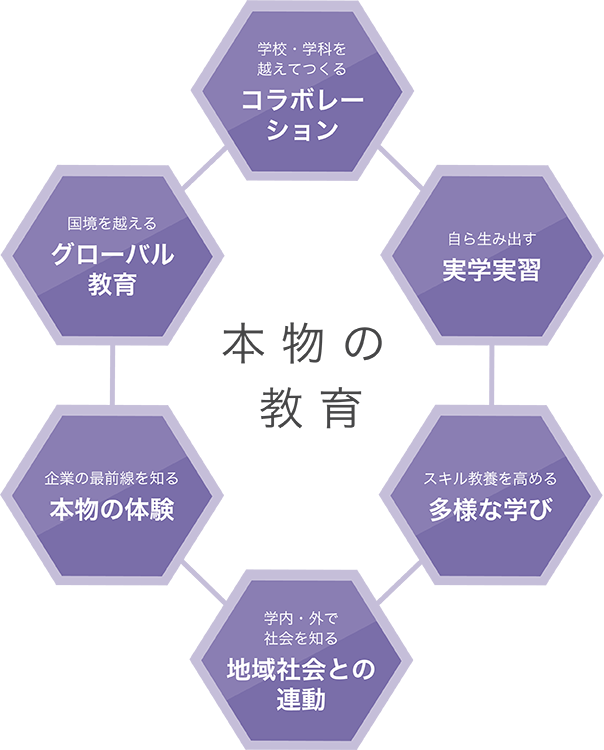 学校・学科を
越えてつくる
コラボレー
ション
国境を越える
グローバル
教育
自ら生み出す
実学実習
本物の
教育
企業の最前線を知る
本物の体験
スキル教養を高める
多様な学び
学内・外で
社会を知る
地域社会との
連動